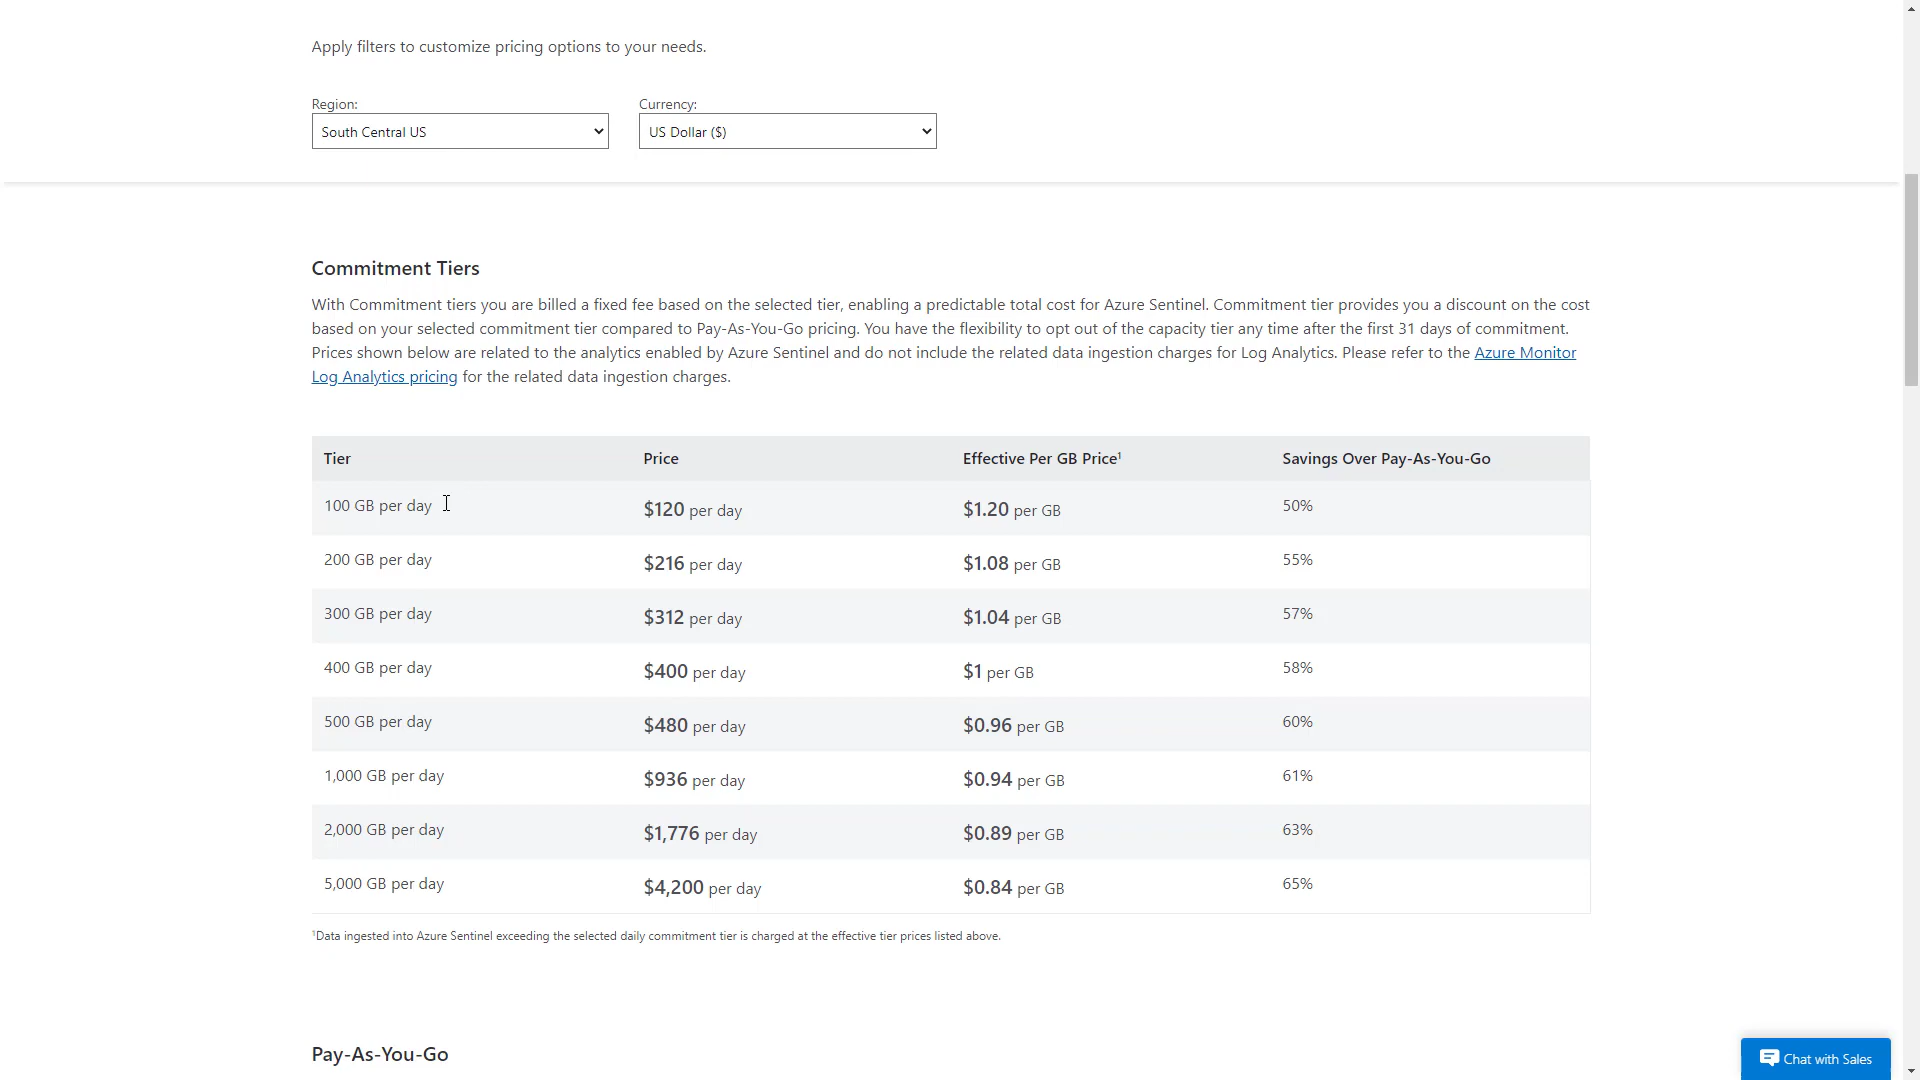 Apply filters to customize pricing options to your needs.
Region: Currency:
South Central US US Dollar ($)
Commitment Tiers
With Commitment tiers you are billed a fixed fee based on the selected tier, enabling a predictable total cost for Azure Sentinel. Commitment tier provides you a discount on the cost
based on your selected commitment tier compared to Pay-As-You-Go pricing. You have the flexibility to opt out of the capacity tier any time after the first 31 days of commitment.
Prices shown below are related to the analytics enabled by Azure Sentinel and do not include the related data ingestion charges for Log Analytics. Please refer to the Azure Monitor
Log Analytics pricing for the related data ingestion charges.
Tier Price Effective Per GB Price¹ Savings Over Pay-As-You-Go
100 GB per day $120 per day $1.20 per GB 50%
200 GB per day $216 per day $1.08 per GB 55%
300 GB per day $312 per day $1.04 per GB 57%
400 GB per day $400 per day $1 per GB 58%
500 GB per day $480 per day $0.96 per GB 60%
1,000 GB per day $936 per day $0.94 per GB 61%
2,000 GB per day $1,776 per day $0.89 per GB 63%
5,000 GB per day $4,200 per day $0.84 per GB 65%
¹Data ingested into Azure Sentinel exceeding the selected daily commitment tier is charged at the effective tier prices listed above.
Pay-As-You-Go
Chat with Sales